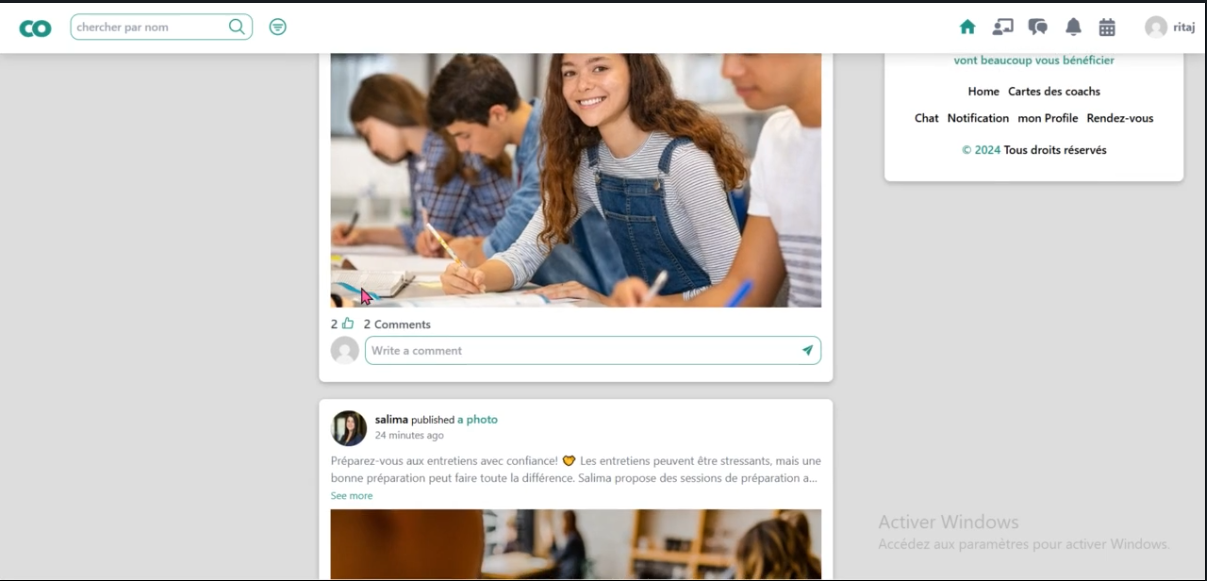 CO
chercher par nom
ritaj
vont beaucoup vous bénéficier
Home Cartes des coachs
Chat Notification mon Profile Rendez-vous
© 2024 Tous droits réservés
2 2 Comments
Write a comment
salima published a photo
24 minutes ago
Préparez-vous aux entretiens avec confiance! Les entretiens peuvent être stressants, mais une
bonne préparation peut faire toute la différence. Salima propose des sessions de préparation a...
See more
Activer Windows
Accédez aux paramètres pour activer Windows.